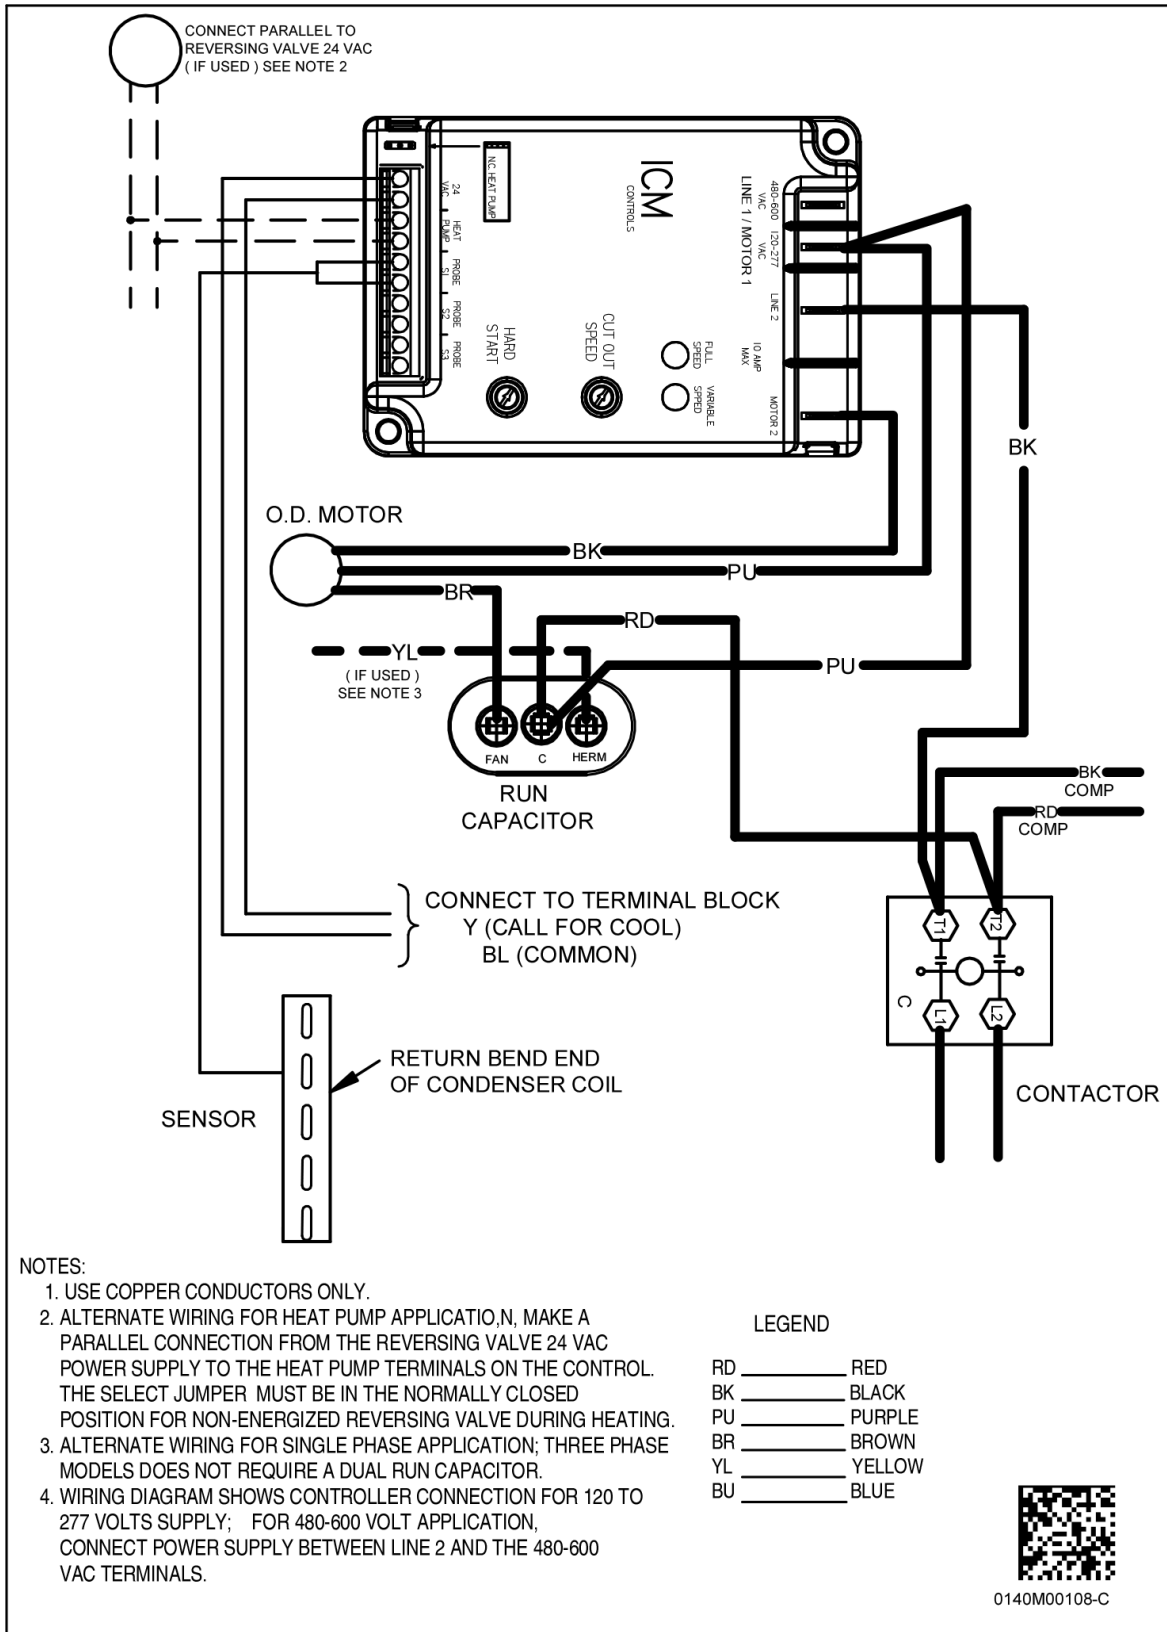 CONNECT PARALLEL TO
REVERSING VALVE 24 VAC
( IF USED ) SEE NOTE 2
N.C. HEAT PUMP
ICM
CONTROLS
24
VAC
HEAT
PUMP
PROBE
S1
PROBE
S2
PROBE
S3
HARD
START
CUT OUT
SPEED
FULL
SPEED
VARIABLE
SPPED
480-600
VAC
120-277
VAC
LINE 1 / MOTOR 1
LINE 2
10 AMP
MAX
MOTOR 2
BK
O.D. MOTOR
BK
PU
BR
RD
YL
( IF USED )
SEE NOTE 3
PU
FAN
C
HERM
RUN
CAPACITOR
BK
COMP
RD
COMP
CONNECT TO TERMINAL BLOCK
Y (CALL FOR COOL)
BL (COMMON)
T1
T2
C
L1
L2
CONTACTOR
RETURN BEND END
OF CONDENSER COIL
SENSOR
NOTES:
1. USE COPPER CONDUCTORS ONLY.
2. ALTERNATE WIRING FOR HEAT PUMP APPLICATIO,N, MAKE A
PARALLEL CONNECTION FROM THE REVERSING VALVE 24 VAC
POWER SUPPLY TO THE HEAT PUMP TERMINALS ON THE CONTROL.
THE SELECT JUMPER MUST BE IN THE NORMALLY CLOSED
POSITION FOR NON-ENERGIZED REVERSING VALVE DURING HEATING.
3. ALTERNATE WIRING FOR SINGLE PHASE APPLICATION; THREE PHASE
MODELS DOES NOT REQUIRE A DUAL RUN CAPACITOR.
4. WIRING DIAGRAM SHOWS CONTROLLER CONNECTION FOR 120 TO
277 VOLTS SUPPLY; FOR 480-600 VOLT APPLICATION,
CONNECT POWER SUPPLY BETWEEN LINE 2 AND THE 480-600
VAC TERMINALS.
LEGEND
RD ________ RED
BK ________ BLACK
PU ________ PURPLE
BR ________ BROWN
YL ________ YELLOW
BU ________ BLUE
0140M00108-C